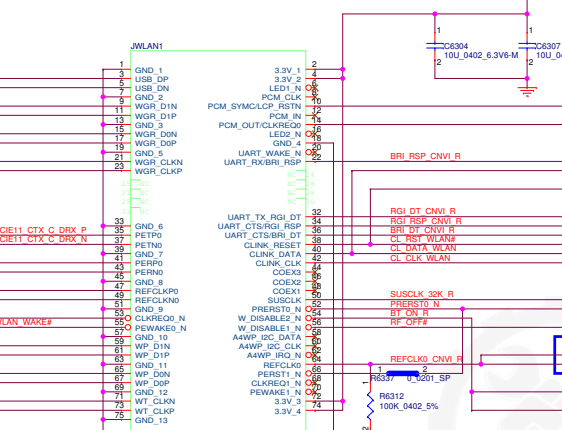 JWLAN1
C6304
10U_0402_6.3V6-M
C6307
10U_0
1
2
1
2
1 GND_1 3.3V_1 2
3 USB_DP 3.3V_2 4
5 USB_DN LED1_N
7 GND_2 PCM_CLK
9 WGR_D1N PCM_SYMC/LCP_RSTN 10
11 WGR_D1P PCM_IN 12
13 GND_3 PCM_OUT/CLKREQ0 14
15 WGR_D0N LED2_N 16
17 WGR_D0P GND_4 18
19 GND_5 UART_WAKE_N 20
21 WGR_CLKN UART_RX/BRI_RSP 22 BRI_RSP_CNVI_R
23 WGR_CLKP
UART_TX_RGI_DT 32 RGI_DT_CNVI_R
33 GND_6 UART_CTS/RGI_RSP 34 RGI_RSP_CNVI_R
CIE11_CTX_C_DRX_P 35 PETP0 UART_CTS/BRI_DT 36 BRI_DT_CNVI_R
CIE11_CTX_C_DRX_N 37 PETN0 CLINK_RESET 38 CL_RST_WLAN#
39 GND_7 CLINK_DATA 40 CL_DATA_WLAN
41 PERP0 CLINK_CLK 42 CL_CLK_WLAN
43 PERN0 COEX3
45 GND_8 COEX2
47 REFCLKP0 COEX1 48
49 REFCLKN0 SUSCLK 50 SUSCLK_32K_R
51 GND_9 PERST0_N 52 PRERST0_N
53 CLKREQ0_N W_DISABLE2_N 54 BT_ON_R
LAN_WAKE# 55 PEWAKE0_N W_DISABLE1_N 56 RF_OFF#
57 GND_10 A4WP_I2C_DATA
59 WP_D1N A4WP_I2C_CLK 60
61 WP_D1P A4WP_IRQ_N 62
63 GND_11 REFCLK0 64 REFCLK0_CNVI_R
65 WP_D0N PERST1_N 66
67 WP_D0P CLKREQ1_N 68
69 GND_12 PEWAKE1_N 70
71 WT_CLKN 3.3V_3 72
73 WT_CLKP 3.3V_4 74
75 GND_13
1 2
R6337 0_0201_SP
R6312
100K_0402_5%